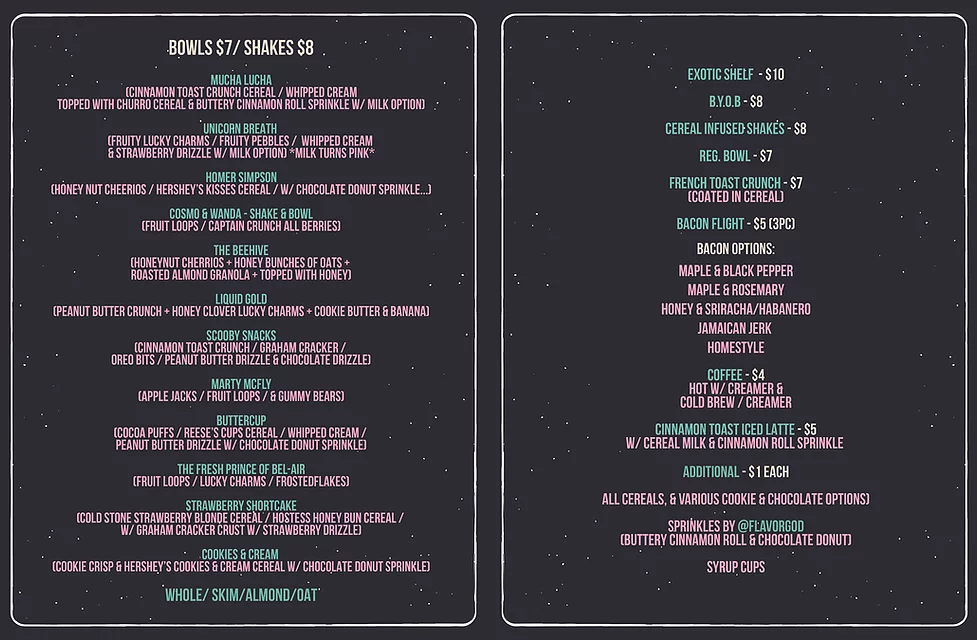 BOWLS $7/ SHAKES $8
MUCHA LUCHA
(CINNAMON TOAST CRUNCH CEREAL / WHIPPED CREAM
TOPPED WITH CHURRO CEREAL & BUTTERY CINNAMON ROLL SPRINKLE W/ MILK OPTION)
UNICORN BREATH
(FRUITY LUCKY CHARMS / FRUITY PEBBLES / WHIPPED CREAM
& STRAWBERRY DRIZZLE W/ MILK OPTION) *MILK TURNS PINK*
HOMER SIMPSON
(HONEY NUT CHEERIOS / HERSHEY'S KISSES CEREAL / W/ CHOCOLATE DONUT SPRINKLE...)
COSMO & WANDA - SHAKE & BOWL
(FRUIT LOOPS / CAPTAIN CRUNCH ALL BERRIES)
THE BEEHIVE
(HONEYNUT CHERRIOS + HONEY BUNCHES OF OATS +
ROASTED ALMOND GRANOLA + TOPPED WITH HONEY)
LIQUID GOLD
(PEANUT BUTTER CRUNCH + HONEY CLOVER LUCKY CHARMS + COOKIE BUTTER & BANANA)
SCOOBY SNACKS
(CINNAMON TOAST CRUNCH / GRAHAM CRACKER /
OREO BITS / PEANUT BUTTER DRIZZLE & CHOCOLATE DRIZZLE)
MARTY MCFLY
(APPLE JACKS / FRUIT LOOPS / & GUMMY BEARS)
BUTTERCUP
(COCOA PUFFS / REESE'S CUPS CEREAL / WHIPPED CREAM /
PEANUT BUTTER DRIZZLE W/ CHOCOLATE DONUT SPRINKLE)
THE FRESH PRINCE OF BEL-AIR
(FRUIT LOOPS / LUCKY CHARMS / FROSTEDFLAKES)
STRAWBERRY SHORTCAKE
(COLD STONE STRAWBERRY BLONDE CEREAL / HOSTESS HONEY BUN CEREAL /
W/ GRAHAM CRACKER CRUST W/ STRAWBERRY DRIZZLE)
COOKIES & CREAM
(COOKIE CRISP & HERSHEY'S COOKIES & CREAM CEREAL W/ CHOCOLATE DONUT SPRINKLE)
WHOLE/ SKIM/ALMOND/OAT
EXOTIC SHELF - $10
B.Y.O.B - $8
CEREAL INFUSED SHAKES - $8
REG. BOWL - $7
FRENCH TOAST CRUNCH - $7
(COATED IN CEREAL)
BACON FLIGHT - $5 (3PC)
BACON OPTIONS:
MAPLE & BLACK PEPPER
MAPLE & ROSEMARY
HONEY & SRIRACHA/HABANERO
JAMAICAN JERK
HOMESTYLE
COFFEE - $4
HOT W/ CREAMER &
COLD BREW / CREAMER
CINNAMON TOAST ICED LATTE - $5
W/ CEREAL MILK & CINNAMON ROLL SPRINKLE
ADDITIONAL - $1 EACH
ALL CEREALS, & VARIOUS COOKIE & CHOCOLATE OPTIONS)
SPRINKLES BY @FLAVORGOD
(BUTTERY CINNAMON ROLL & CHOCOLATE DONUT)
SYRUP CUPS